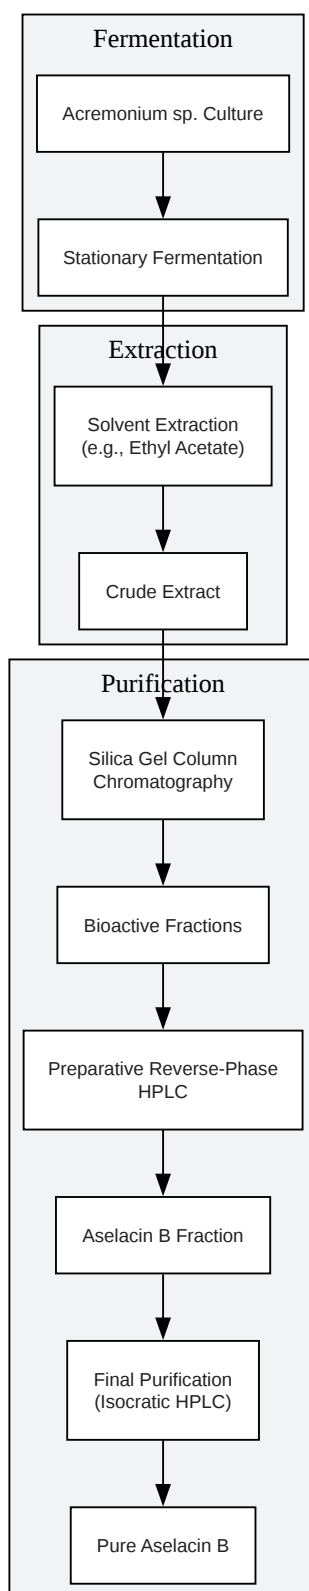 Fermentation
Acremonium sp. Culture
Stationary Fermentation
Extraction
Solvent Extraction
(e.g., Ethyl Acetate)
Crude Extract
Purification
Silica Gel Column
Chromatography
Bioactive Fractions
Preparative Reverse-Phase
HPLC
Aselacin B Fraction
Final Purification
(Isocratic HPLC)
Pure Aselacin B